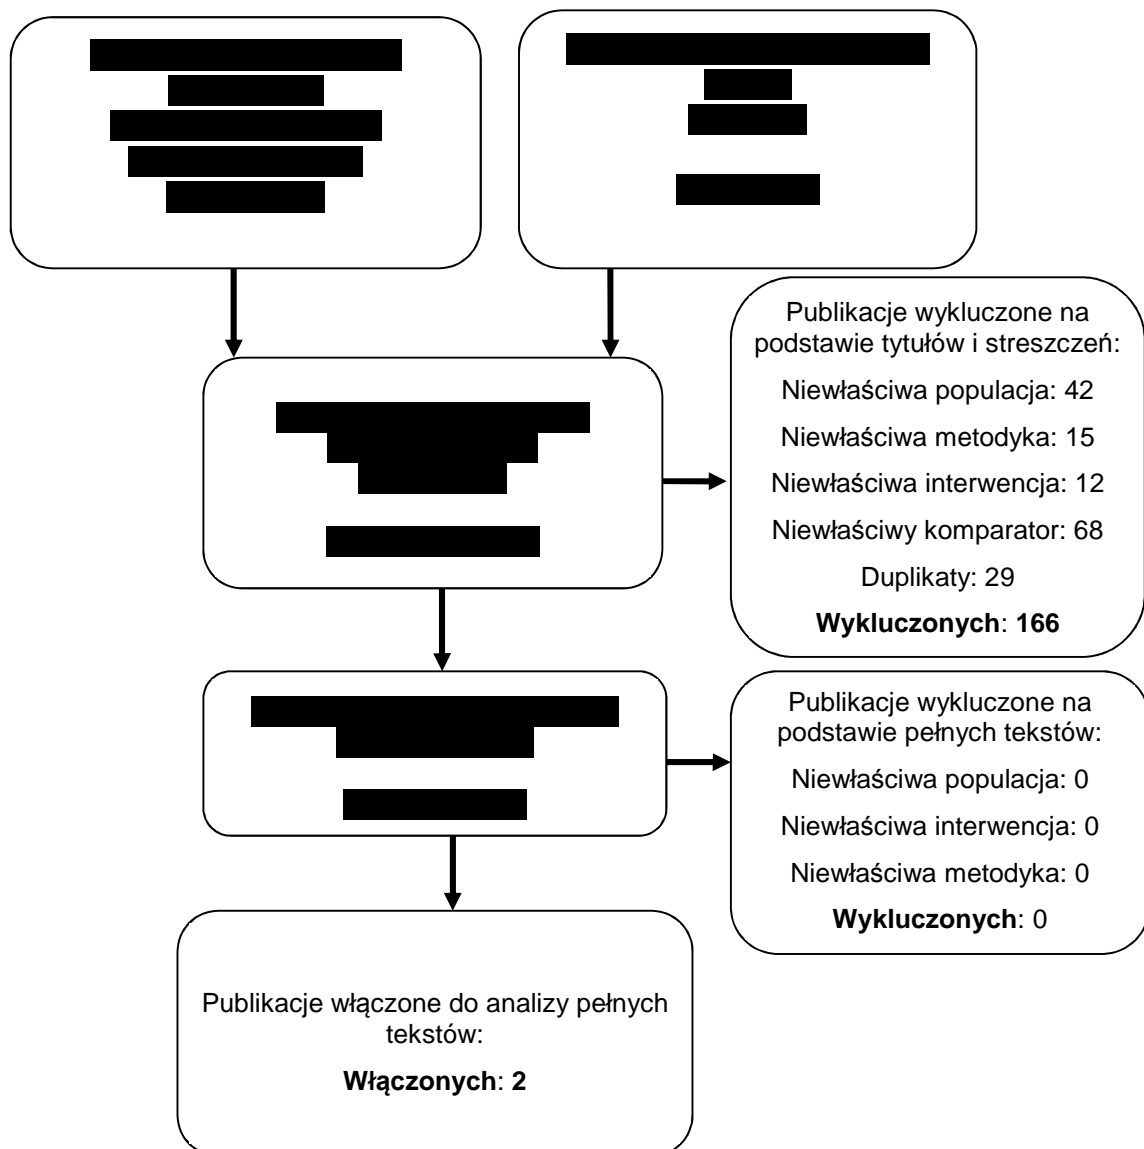 Publikacje wykluczone na
podstawie tytułów i streszczeń:
Niewłaściwa populacja: 42
Niewłaściwa metodyka: 15
Niewłaściwa interwencja: 12
Niewłaściwy komparator: 68
Duplikaty: 29
Wykluczonych: 166
Publikacje wykluczone na
podstawie pełnych tekstów:
Niewłaściwa populacja: 0
Niewłaściwa interwencja: 0
Niewłaściwa metodyka: 0
Wykluczonych: 0
Publikacje włączone do analizy pełnych
tekstów:
Włączonych: 2